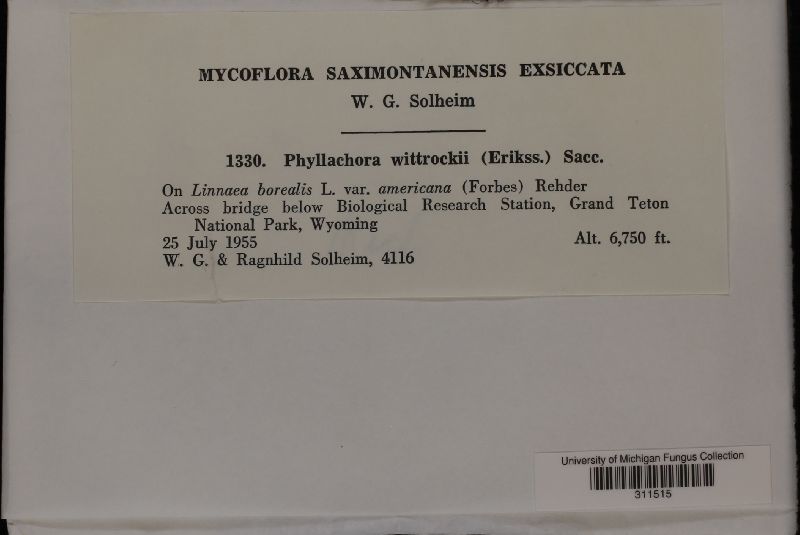 MYCOFLORA SAXIMONTANENSIS EXSICCATA
W. G. Solheim
1330. Phyllachora wittrockii (Erikss.) Sacc.
On Linnaea borealis L. var. americana (Forbes) Rehder
Across bridge below Biological Research Station, Grand Teton
National Park, Wyoming
25 July 1955 Alt. 6,750 ft.
W. G. & Ragnhild Solheim, 4116
University of Michigan Fungus Collection
311515